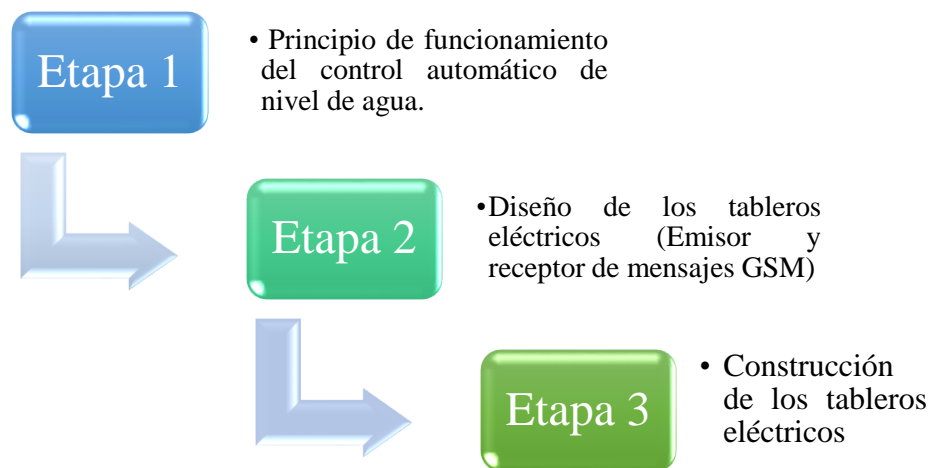 Etapa 1
• Principio de funcionamiento
del control automático de
nivel de agua.
Etapa 2
•Diseño de los tableros
eléctricos (Emisor y
receptor de mensajes GSM)
Etapa 3
• Construcción
de los tableros
eléctricos